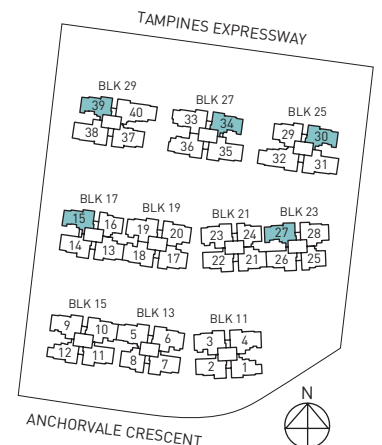 TAMPINES EXPRESSWAY
BLK 29
BLK 27
BLK 25
39 40
38 37
33 34
36 35
29 30
32 31
BLK 17
BLK 19
BLK 21
BLK 23
15 16 19 20
14 13 18 17
23 24 27 28
22 21 26 25
BLK 15
BLK 13
BLK 11
9 10 5 6
12 11 8 7
3 4
2 1
N
ANCHORVALE CRESCENT